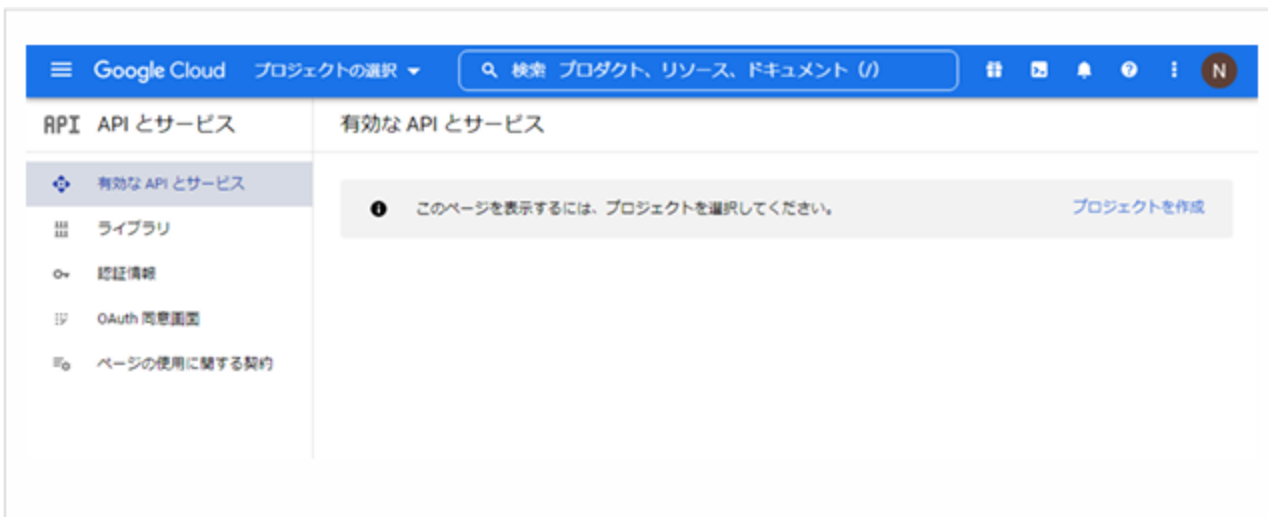 Google Cloud プロジェクトの選択 検索 プロダクト、リソース、ドキュメント (/) N
API API とサービス
有効な API とサービス
有効な API とサービス
ライブラリ
認証情報
OAuth 同意画面
ページの使用に関する契約
このページを表示するには、プロジェクトを選択してください。 プロジェクトを作成